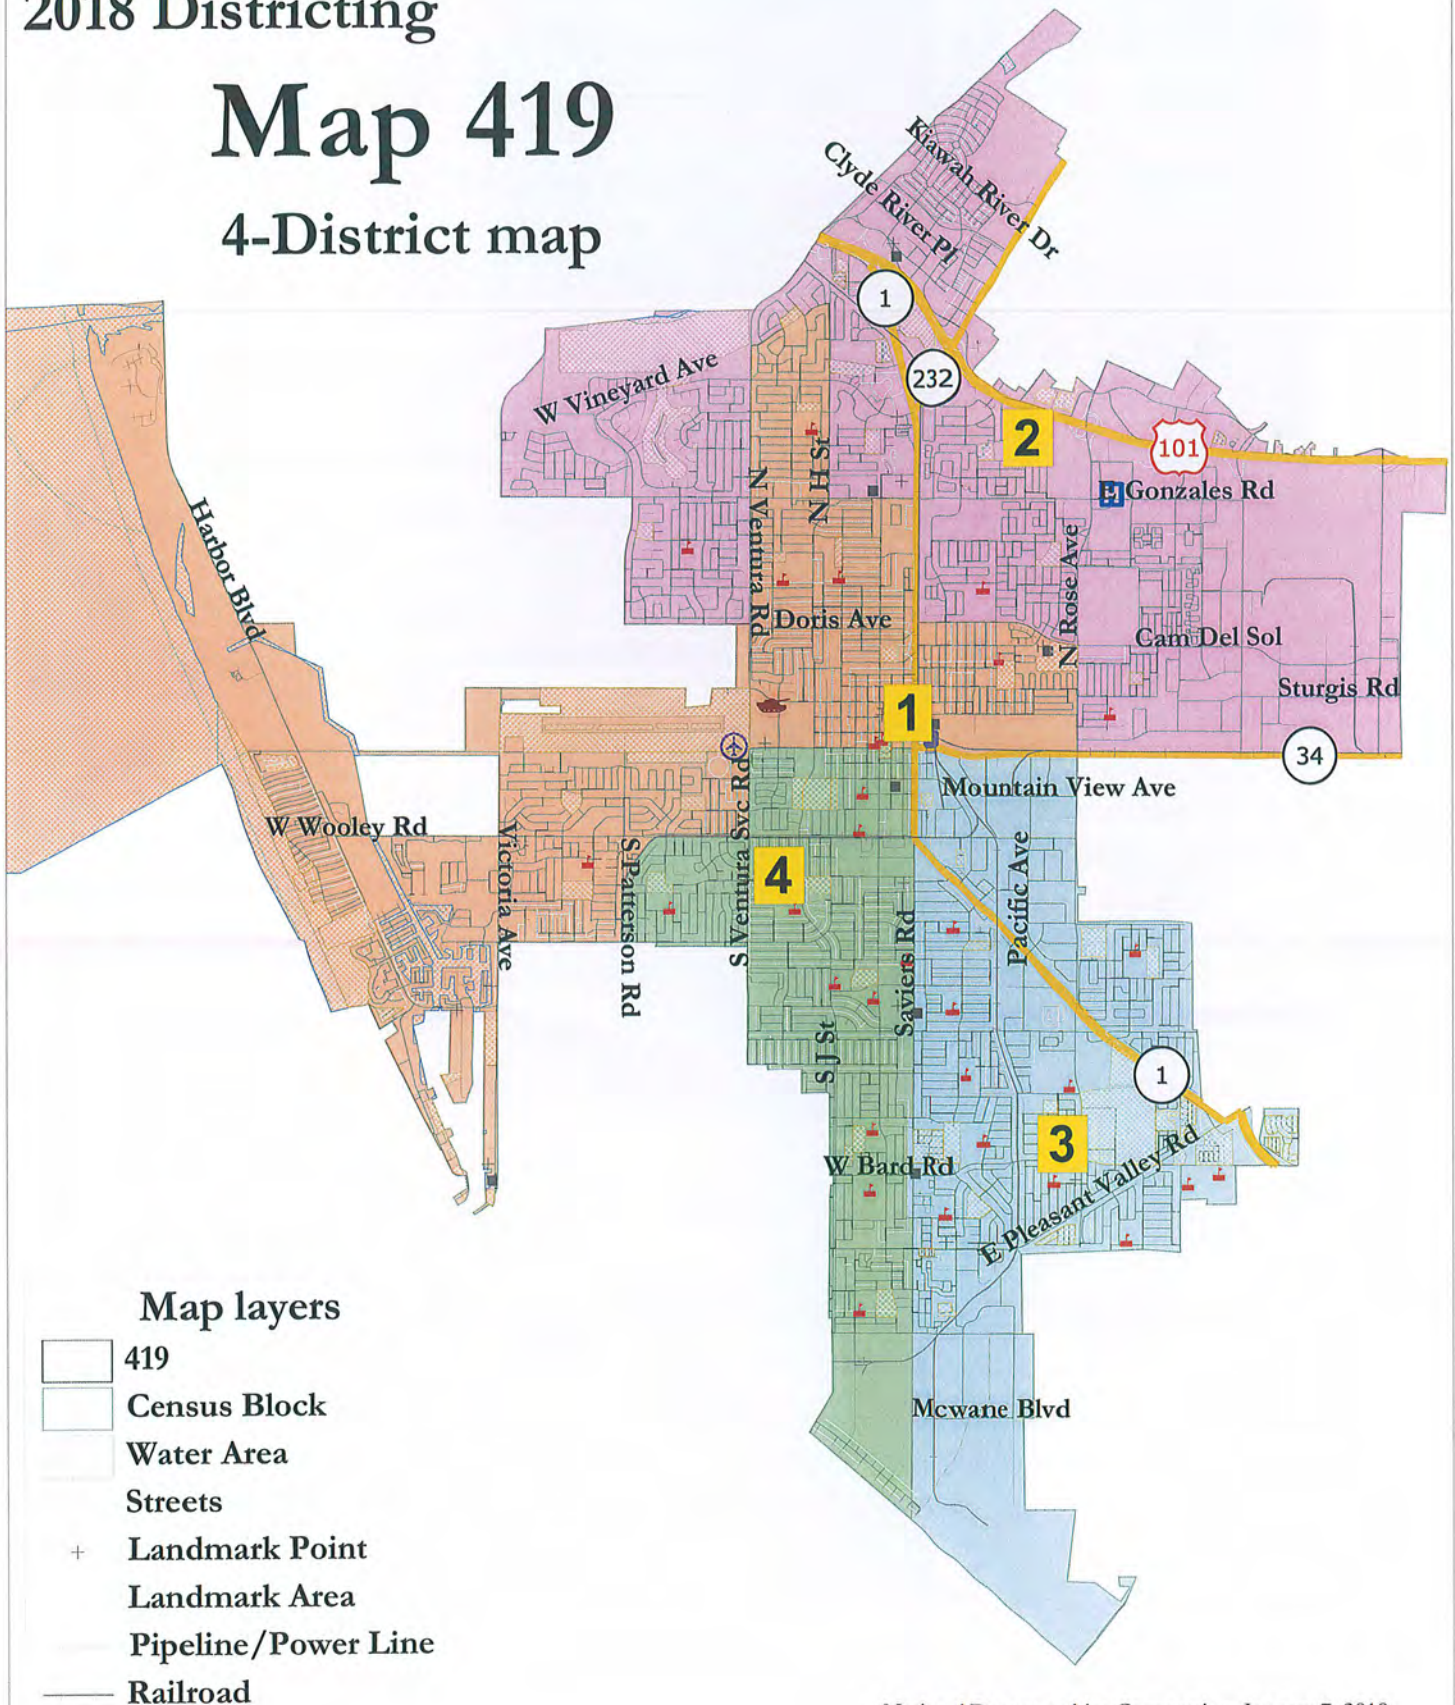 2018 Districting
Map 419
4-District map
Kiawah River Dr
Clyde River Pl
1
232
W Vineyard Ave
2
101
N H St
H
Gonzales Rd
Harbor Blvd
N Ventura Rd
N Rose Ave
Doris Ave
Cam Del Sol
Sturgis Rd
1
34
Mountain View Ave
W Wooley Rd
Victoria Ave
S Patterson Rd
S Ventura Svc Rd
4
Pacific Ave
Saviers Rd
S J St
1
3
W Bard Rd
E Pleasant Valley Rd
Mcwane Blvd
Map layers
419
Census Block
Water Area
Streets
+ Landmark Point
Landmark Area
Pipeline/Power Line
Railroad